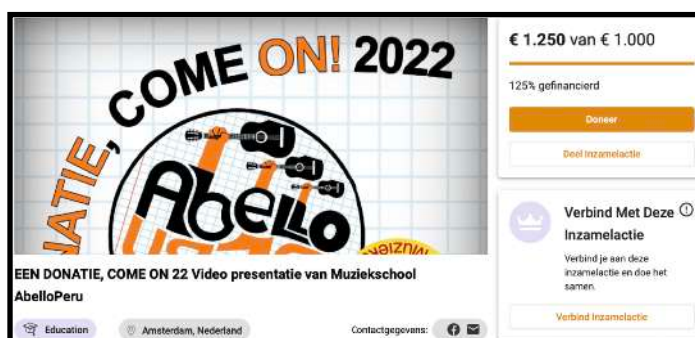 DONATIE, COME ON! 2022
Abello
MUZIEK
EEN DONATIE, COME ON 22 Video presentatie van Muziekschool
AbelloPeru
Education
Amsterdam, Nederland
Contactgegevens:
€ 1.250 van € 1.000
125% gefinancierd
Doneer
Deel Inzamelactie
Verbind Met Deze
Inzamelactie
Verbind je aan deze
inzamelactie en doe het
samen.
Verbind Inzamelactie